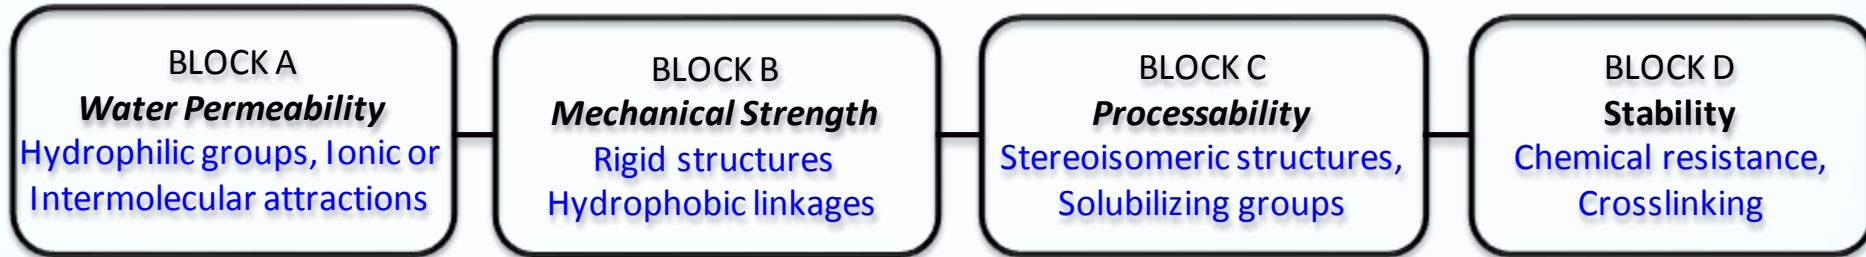 BLOCK A
Water Permeability
Hydrophilic groups, Ionic or
Intermolecular attractions
BLOCK B
Mechanical Strength
Rigid structures
Hydrophobic linkages
BLOCK C
Processability
Stereoisomeric structures,
Solubilizing groups
BLOCK D
Stability
Chemical resistance,
Crosslinking